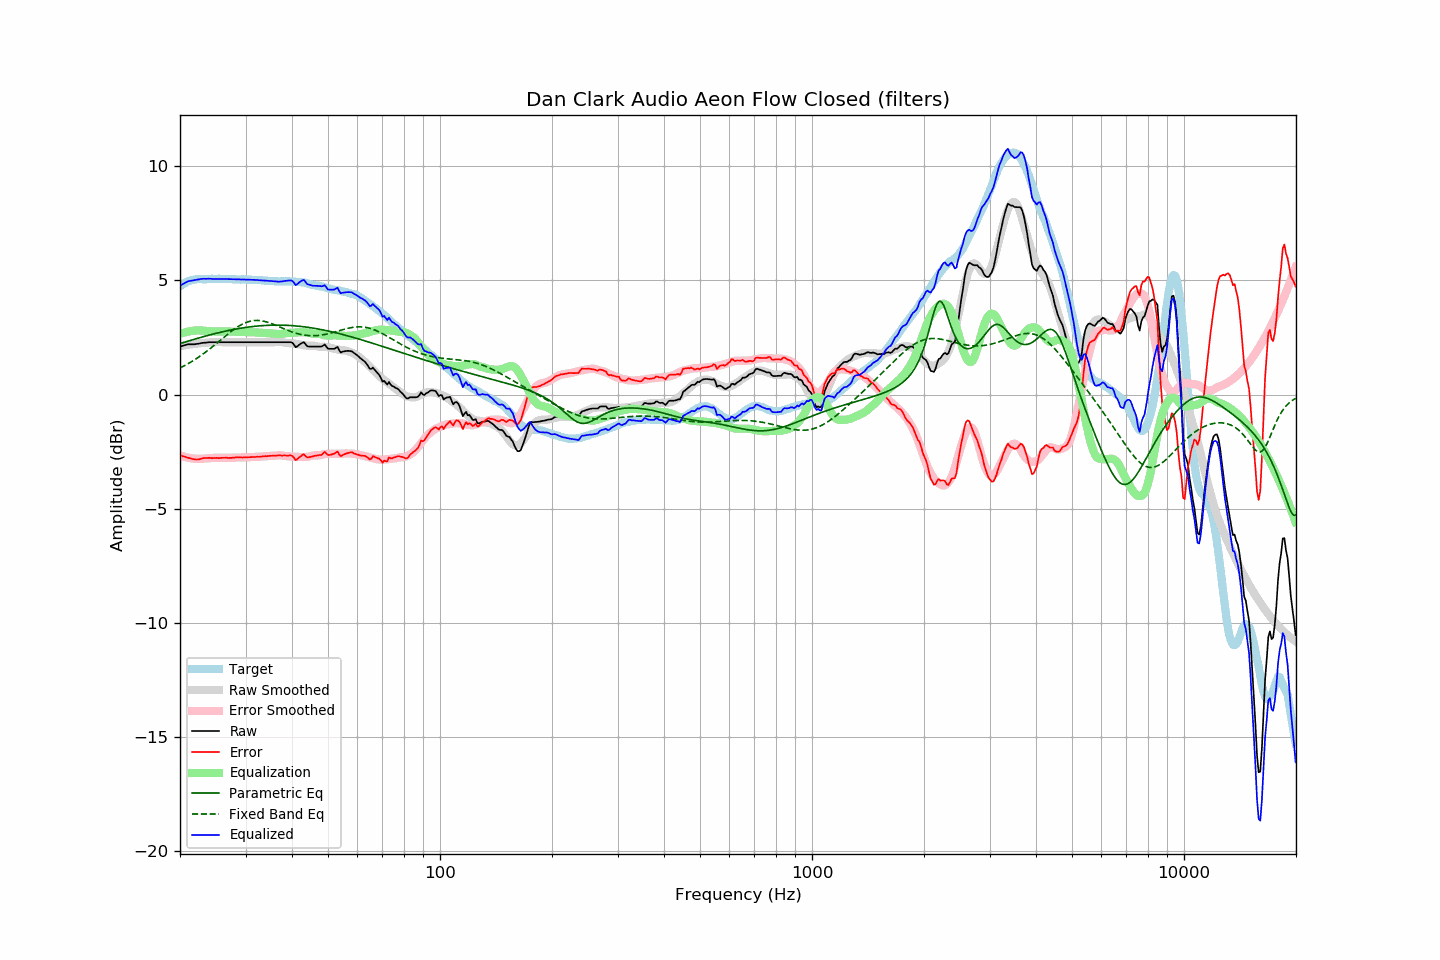 Dan Clark Audio Aeon Flow Closed (filters)
Amplitude (dBr)
10
5
0
−5
−10
−15
−20
Target
Raw Smoothed
Error Smoothed
Raw
Error
Equalization
Parametric Eq
Fixed Band Eq
Equalized
100
1000
10000
Frequency (Hz)